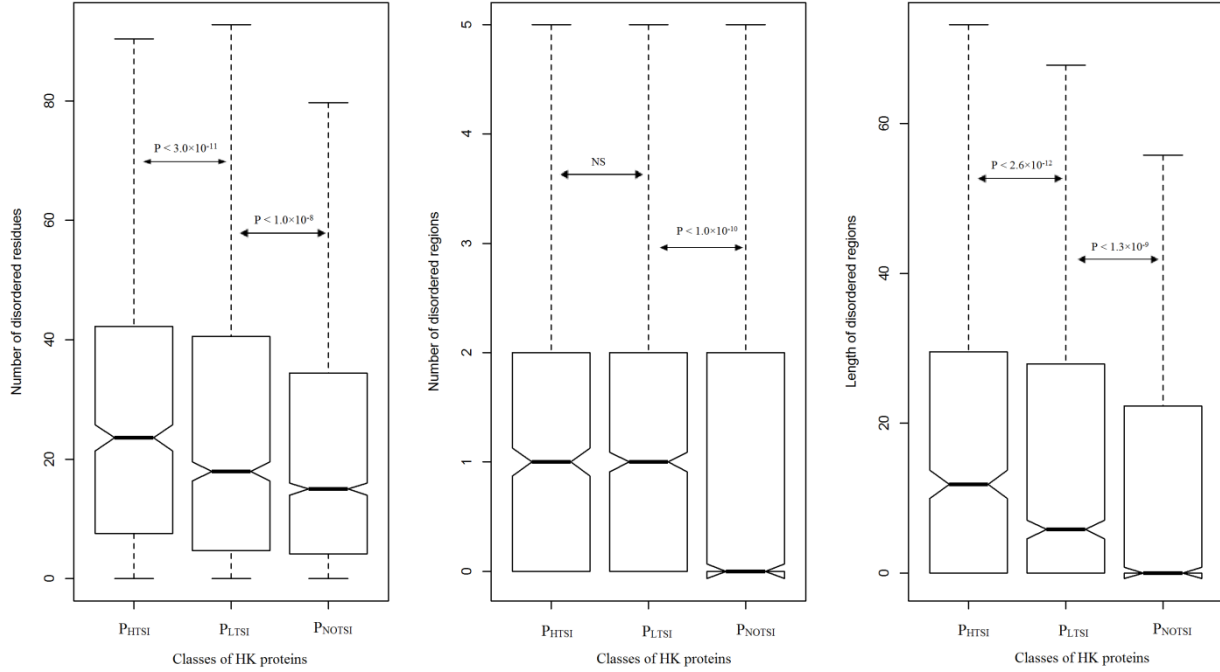 Number of disordered residues
80
60
40
20
0
P < 3.0×10-11
P < 1.0×10-8
PHTSI PLTSI PNOTSI
Classes of HK proteins
Number of disordered regions
5
4
3
2
1
0
NS
P < 1.0×10-10
PHTSI PLTSI PNOTSI
Classes of HK proteins
Length of disordered regions
60
40
20
0
P < 2.6×10-12
P < 1.3×10-9
PHTSI PLTSI PNOTSI
Classes of HK proteins